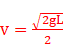 v = √(2gL)/2